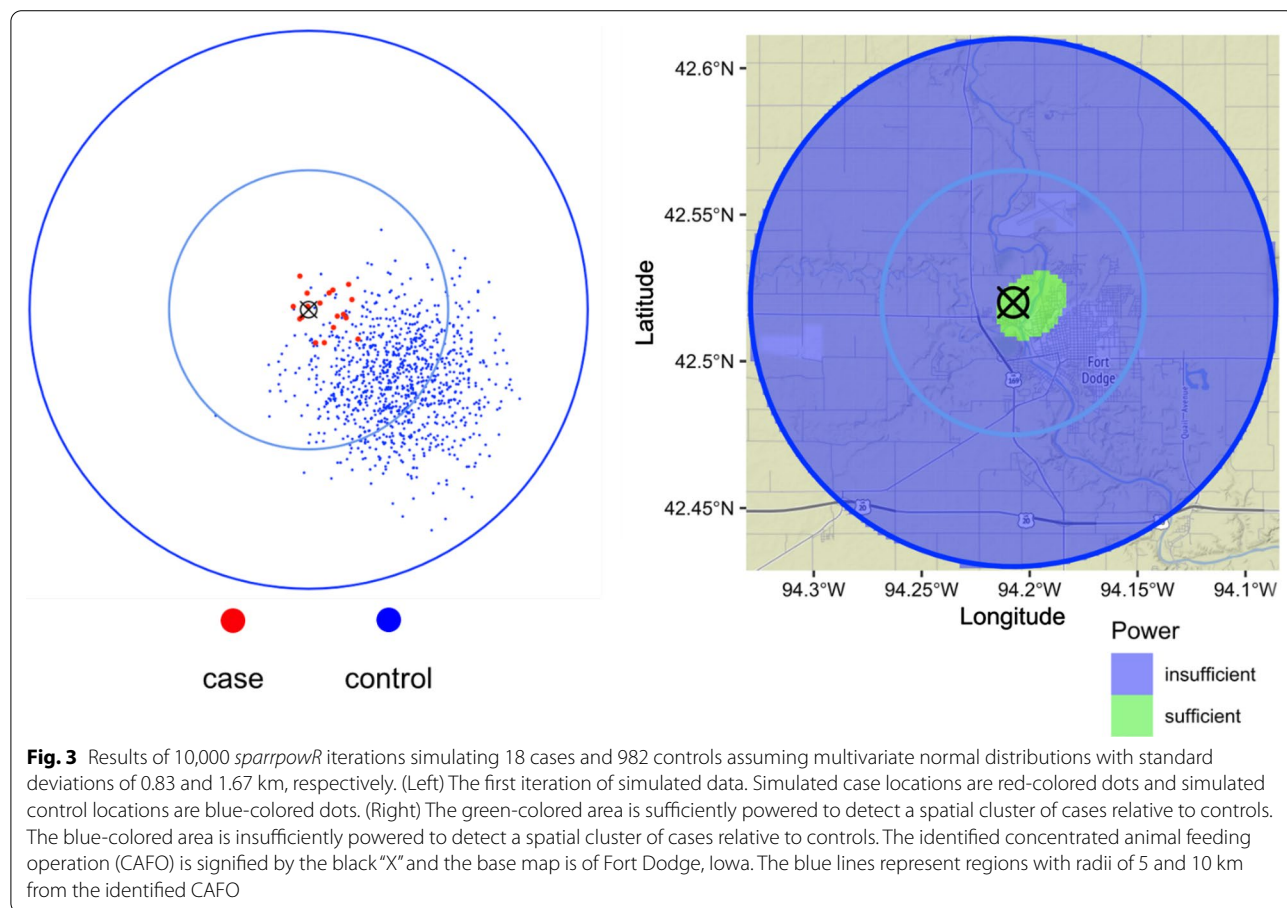 case
control
42.6°N
42.55°N
42.5°N
42.45°N
Latitude
94.3°W
94.25°W
94.2°W
94.15°W
94.1°W
Longitude
Fort
Dodge
169
Quail Avenue
20
20
Power
insufficient
sufficient
Fig. 3 Results of 10,000 sparrpowR iterations simulating 18 cases and 982 controls assuming multivariate normal distributions with standard
deviations of 0.83 and 1.67 km, respectively. (Left) The first iteration of simulated data. Simulated case locations are red-colored dots and simulated
control locations are blue-colored dots. (Right) The green-colored area is sufficiently powered to detect a spatial cluster of cases relative to controls.
The blue-colored area is insufficiently powered to detect a spatial cluster of cases relative to controls. The identified concentrated animal feeding
operation (CAFO) is signified by the black “X” and the base map is of Fort Dodge, Iowa. The blue lines represent regions with radii of 5 and 10 km
from the identified CAFO